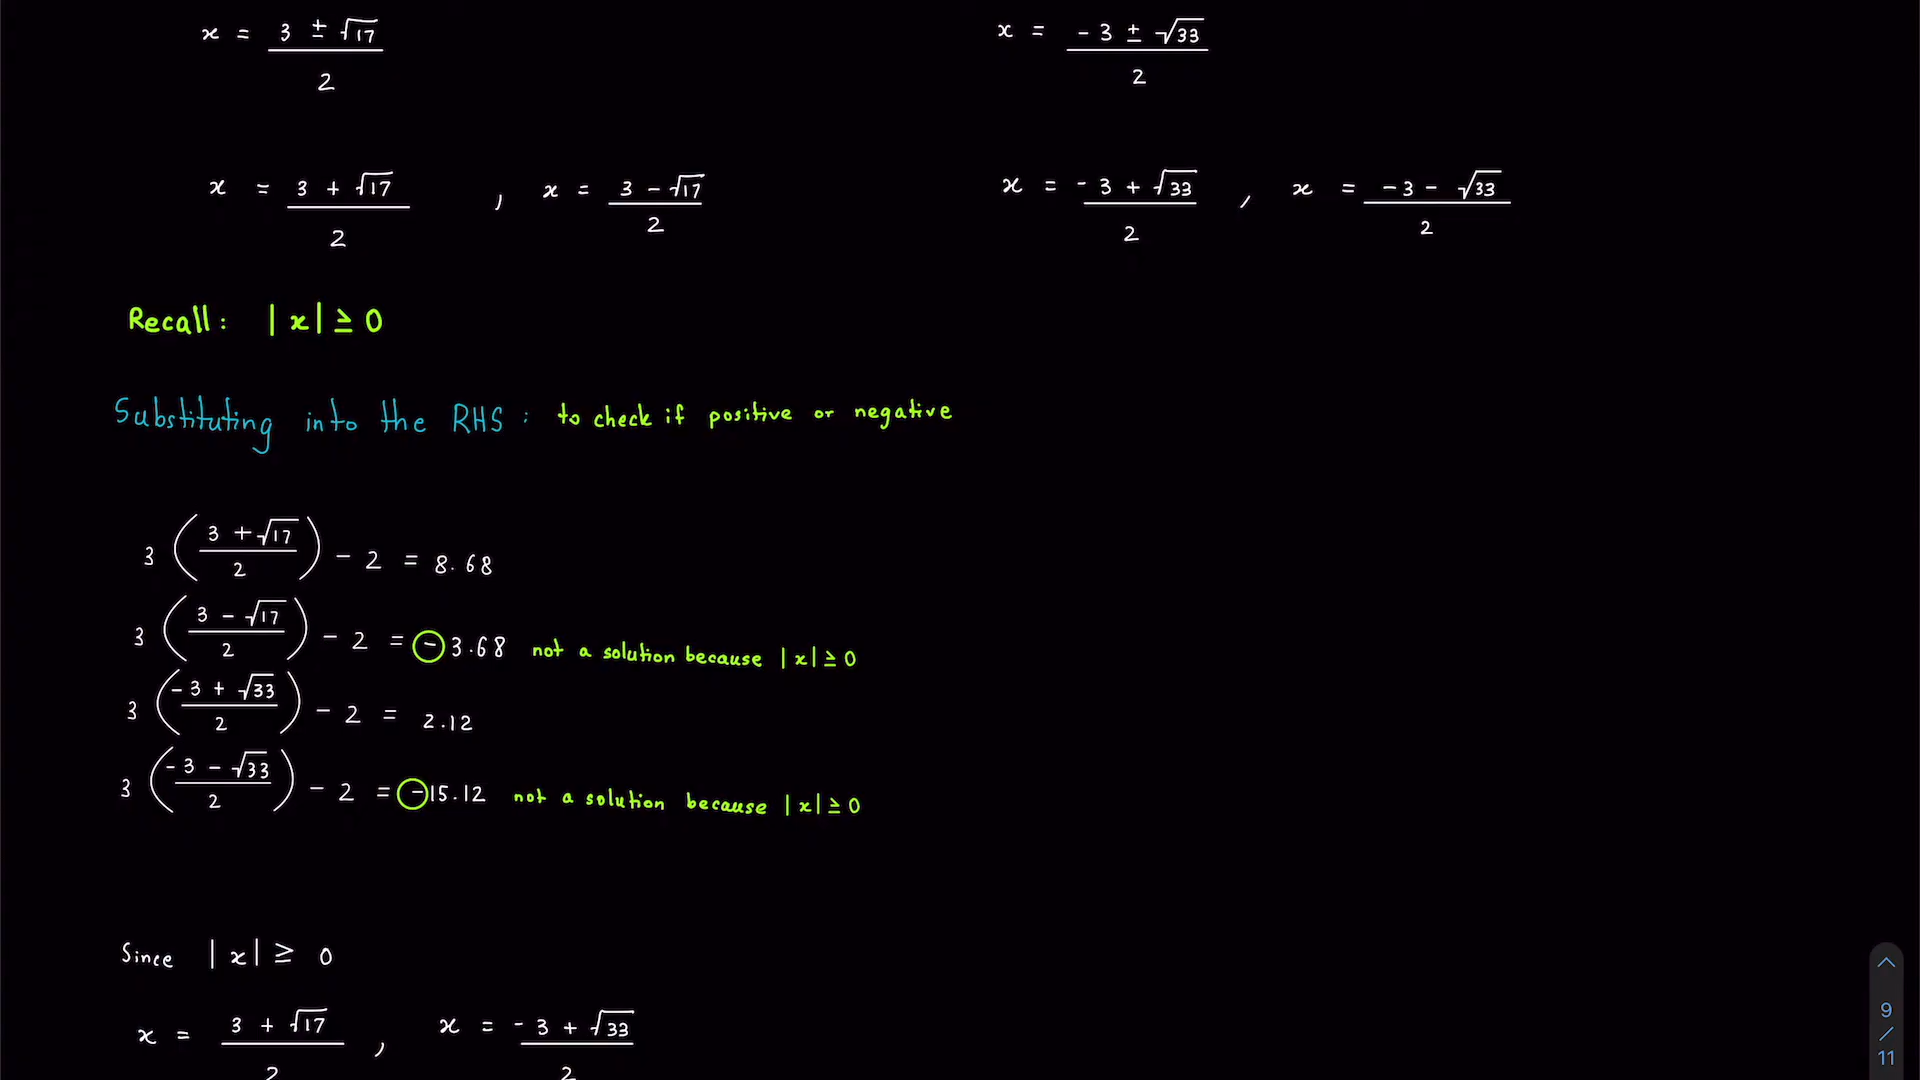 x = (3 ± √17)/2
x = (-3 ± √33)/2
x = (3 + √17)/2 , x = (3 - √17)/2
x = (-3 + √33)/2 , x = (-3 - √33)/2
Recall: |x| ≥ 0
Substituting into the RHS: to check if positive or negative
3((3 + √17)/2) - 2 = 8.68
3((3 - √17)/2) - 2 = -3.68 not a solution because |x| ≥ 0
3((-3 + √33)/2) - 2 = 2.12
3((-3 - √33)/2) - 2 = -15.12 not a solution because |x| ≥ 0
Since |x| ≥ 0
x = (3 + √17)/2 , x = (-3 + √33)/2
9
/
11